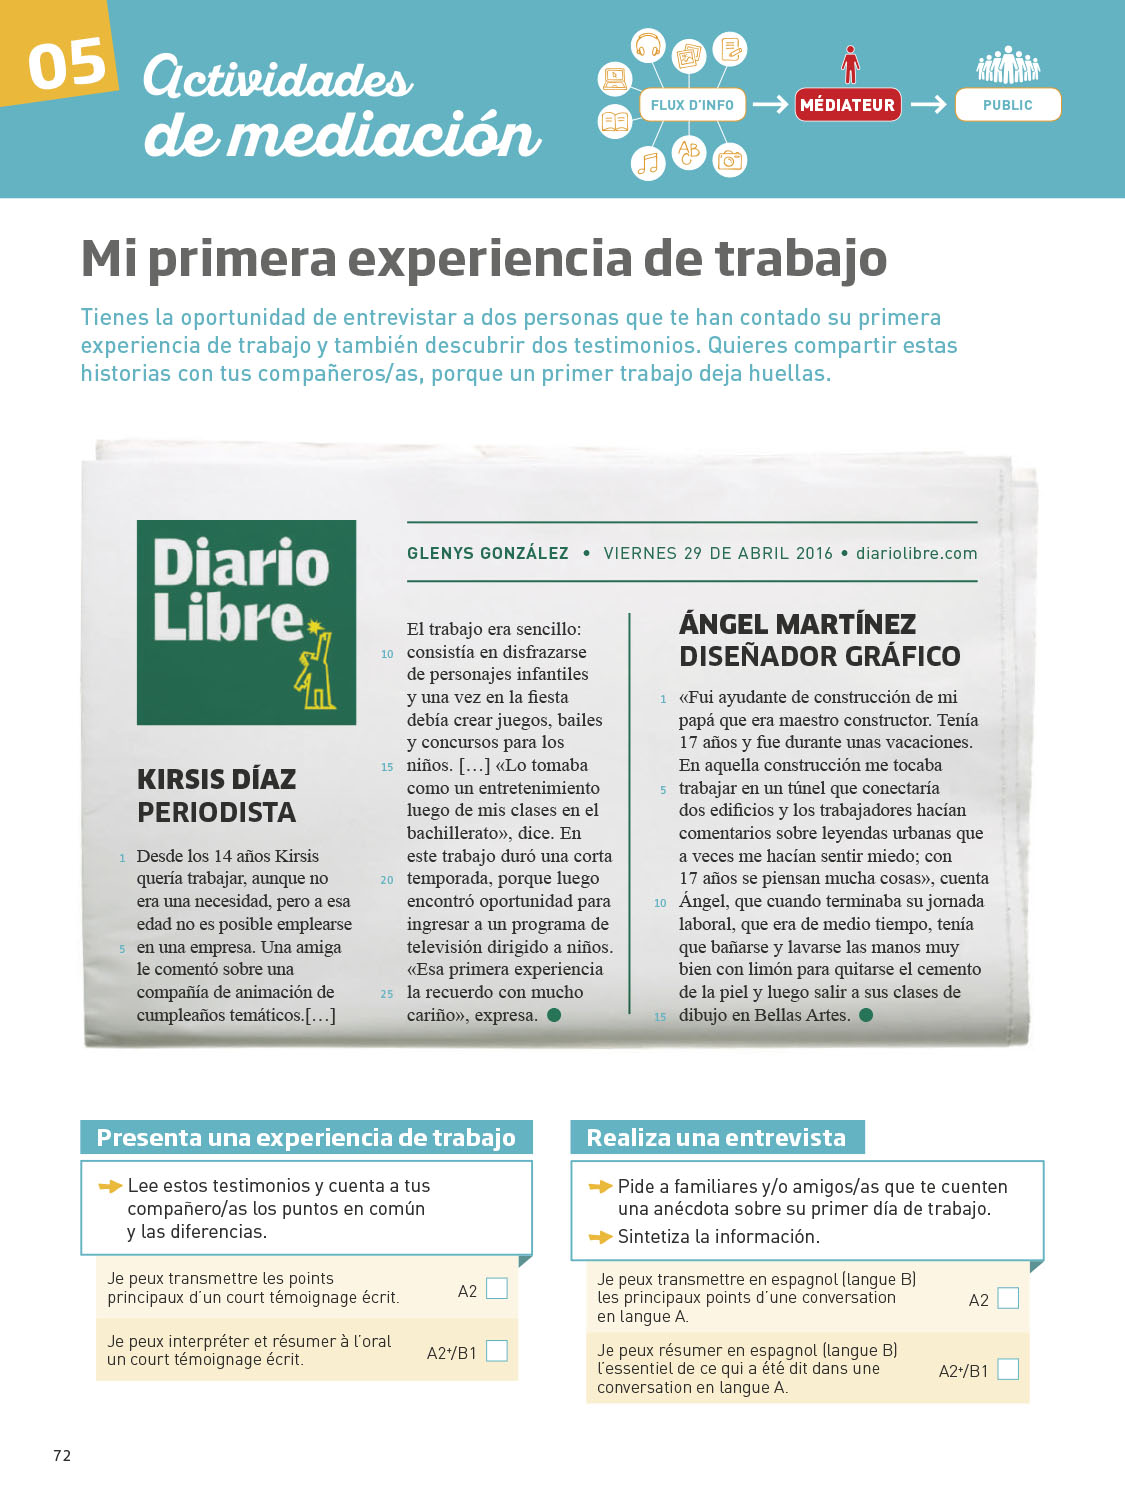 05
Actividades
de mediación
FLUX D'INFO
AB
C
MÉDIATEUR
PUBLIC
Mi primera experiencia de trabajo
Tienes la oportunidad de entrevistar a dos personas que te han contado su primera
experiencia de trabajo y también descubrir dos testimonios. Quieres compartir estas
historias con tus compañeros/as, porque un primer trabajo deja huellas.
Diario
Libre
GLENYS GONZÁLEZ • VIERNES 29 DE ABRIL 2016 • diariolibre.com
KIRSIS DÍAZ
PERIODISTA
1 Desde los 14 años Kirsis
quería trabajar, aunque no
era una necesidad, pero a esa
edad no es posible emplearse
5 en una empresa. Una amiga
le comentó sobre una
compañía de animación de
cumpleaños temáticos.[…]
El trabajo era sencillo:
10 consistía en disfrazarse
de personajes infantiles
y una vez en la fiesta
debía crear juegos, bailes
y concursos para los
15 niños. […] «Lo tomaba
como un entretenimiento
luego de mis clases en el
bachillerato», dice. En
este trabajo duró una corta
20 temporada, porque luego
encontró oportunidad para
ingresar a un programa de
televisión dirigido a niños.
«Esa primera experiencia
25 la recuerdo con mucho
cariño», expresa.
ÁNGEL MARTÍNEZ
DISEÑADOR GRÁFICO
1 «Fui ayudante de construcción de mi
papá que era maestro constructor. Tenía
17 años y fue durante unas vacaciones.
En aquella construcción me tocaba
5 trabajar en un túnel que conectaría
dos edificios y los trabajadores hacían
comentarios sobre leyendas urbanas que
a veces me hacían sentir miedo; con
17 años se piensan mucha cosas», cuenta
10 Ángel, que cuando terminaba su jornada
laboral, que era de medio tiempo, tenía
que bañarse y lavarse las manos muy
bien con limón para quitarse el cemento
de la piel y luego salir a sus clases de
15 dibujo en Bellas Artes.
Presenta una experiencia de trabajo
Lee estos testimonios y cuenta a tus
compañero/as los puntos en común
y las diferencias.
Je peux transmettre les points
principaux d'un court témoignage écrit. A2
Je peux interpréter et résumer à l'oral
un court témoignage écrit. A2+/B1
Realiza una entrevista
Pide a familiares y/o amigos/as que te cuenten
una anécdota sobre su primer día de trabajo.
Sintetiza la información.
Je peux transmettre en espagnol (langue B)
les principaux points d'une conversation
en langue A. A2
Je peux résumer en espagnol (langue B)
l'essentiel de ce qui a été dit dans une
conversation en langue A. A2+/B1
72